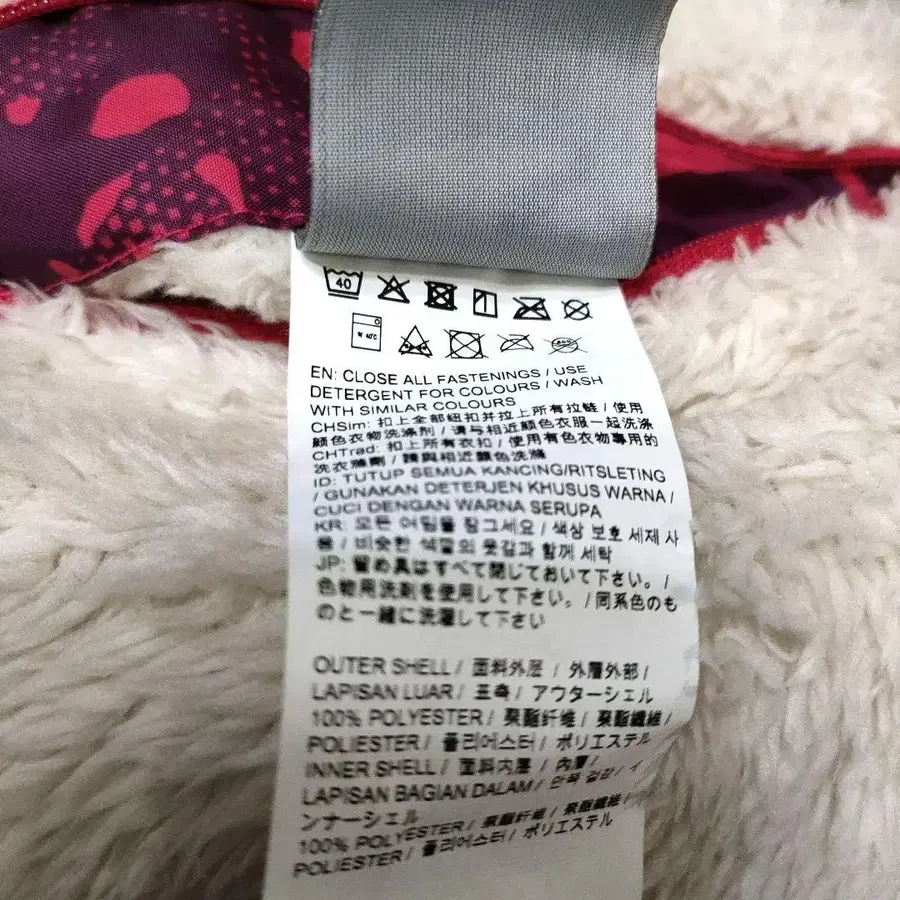 40
40℃
EN: CLOSE ALL FASTENINGS / USE
DETERGENT FOR COLOURS / WASH
WITH SIMILAR COLOURS
CHSim: 扣上全部纽扣并拉上所有拉链 / 使用
颜色衣物洗涤剂 / 请与相近颜色衣服一起洗涤
CHTrad: 扣上所有衣扣 / 使用有色衣物專用的
洗衣滌劑 / 請與相近顏色洗滌
ID: TUTUP SEMUA KANCING/RITSLETING
/ GUNAKAN DETERJEN KHUSUS WARNA /
CUCI DENGAN WARNA SERUPA
KR: 모든 여밈을 잠그세요 / 색상 보호 세제 사
용 / 비슷한 색깔의 옷감과 함께 세탁
JP: 留め具はすべて閉じておいて下さい。 /
色物用洗剤を使用して下さい。 / 同系色のも
のと一緒に洗濯して下さい
OUTER SHELL / 面料外层 / 外層外部 /
LAPISAN LUAR / 표축 / アウターシェル
100% POLYESTER / 聚酯纤维 / 聚酯纖維 /
POLIESTER / 폴리에스터 / ポリエステル
INNER SHELL / 面料内层 / 內層 /
LAPISAN BAGIAN DALAM / 안쪽 겉감 / イ
ンナーシェル
100% POLYESTER / 聚酯纤维 / 聚酯纖維 /
POLIESTER / 폴리에스터 / ポリエステル